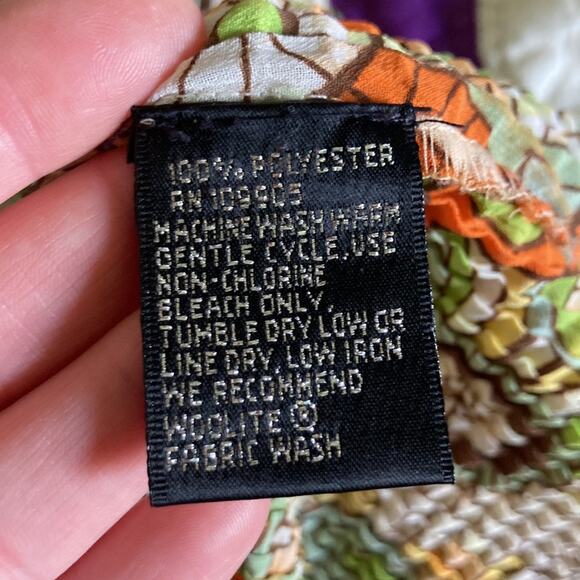 100% POLYESTER
RN 109905
MACHINE WASH WARM
GENTLE CYCLE, USE
NON-CHLORINE
BLEACH ONLY,
TUMBLE DRY LOW OR
LINE DRY, LOW IRON
WE RECOMMEND
WOOLITE ®
FABRIC WASH